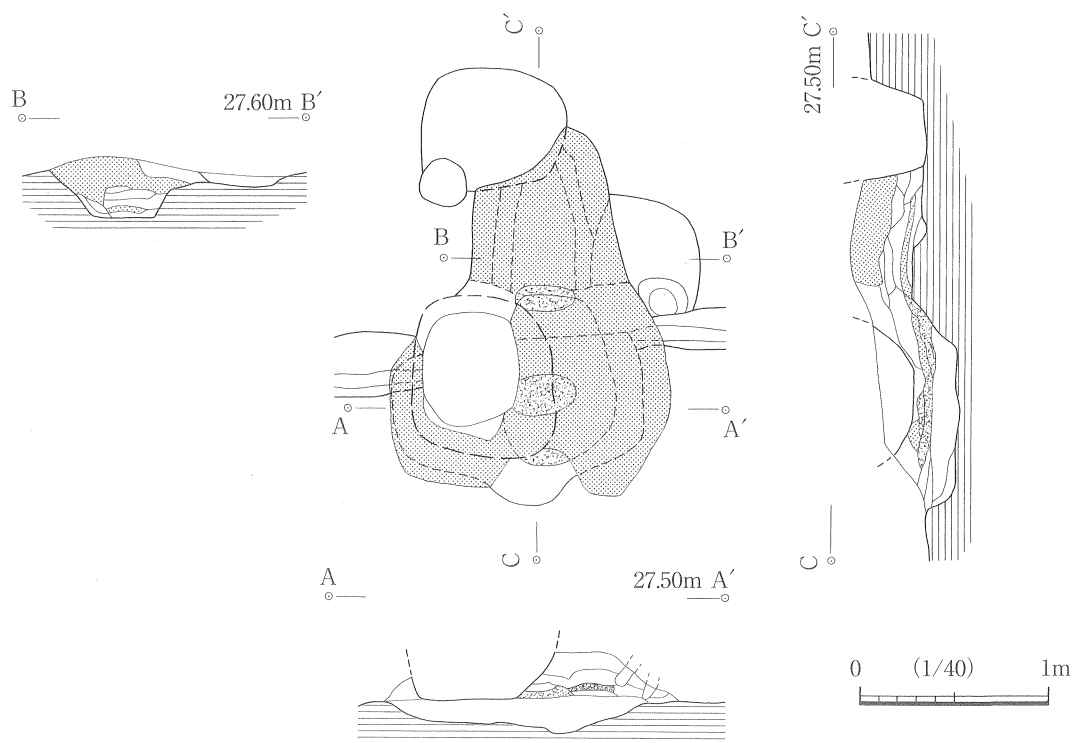 C′
27.50m C′
B
27.60m B′
B
B′
A
A′
C
C
A
27.50m A′
0 (1/40) 1m